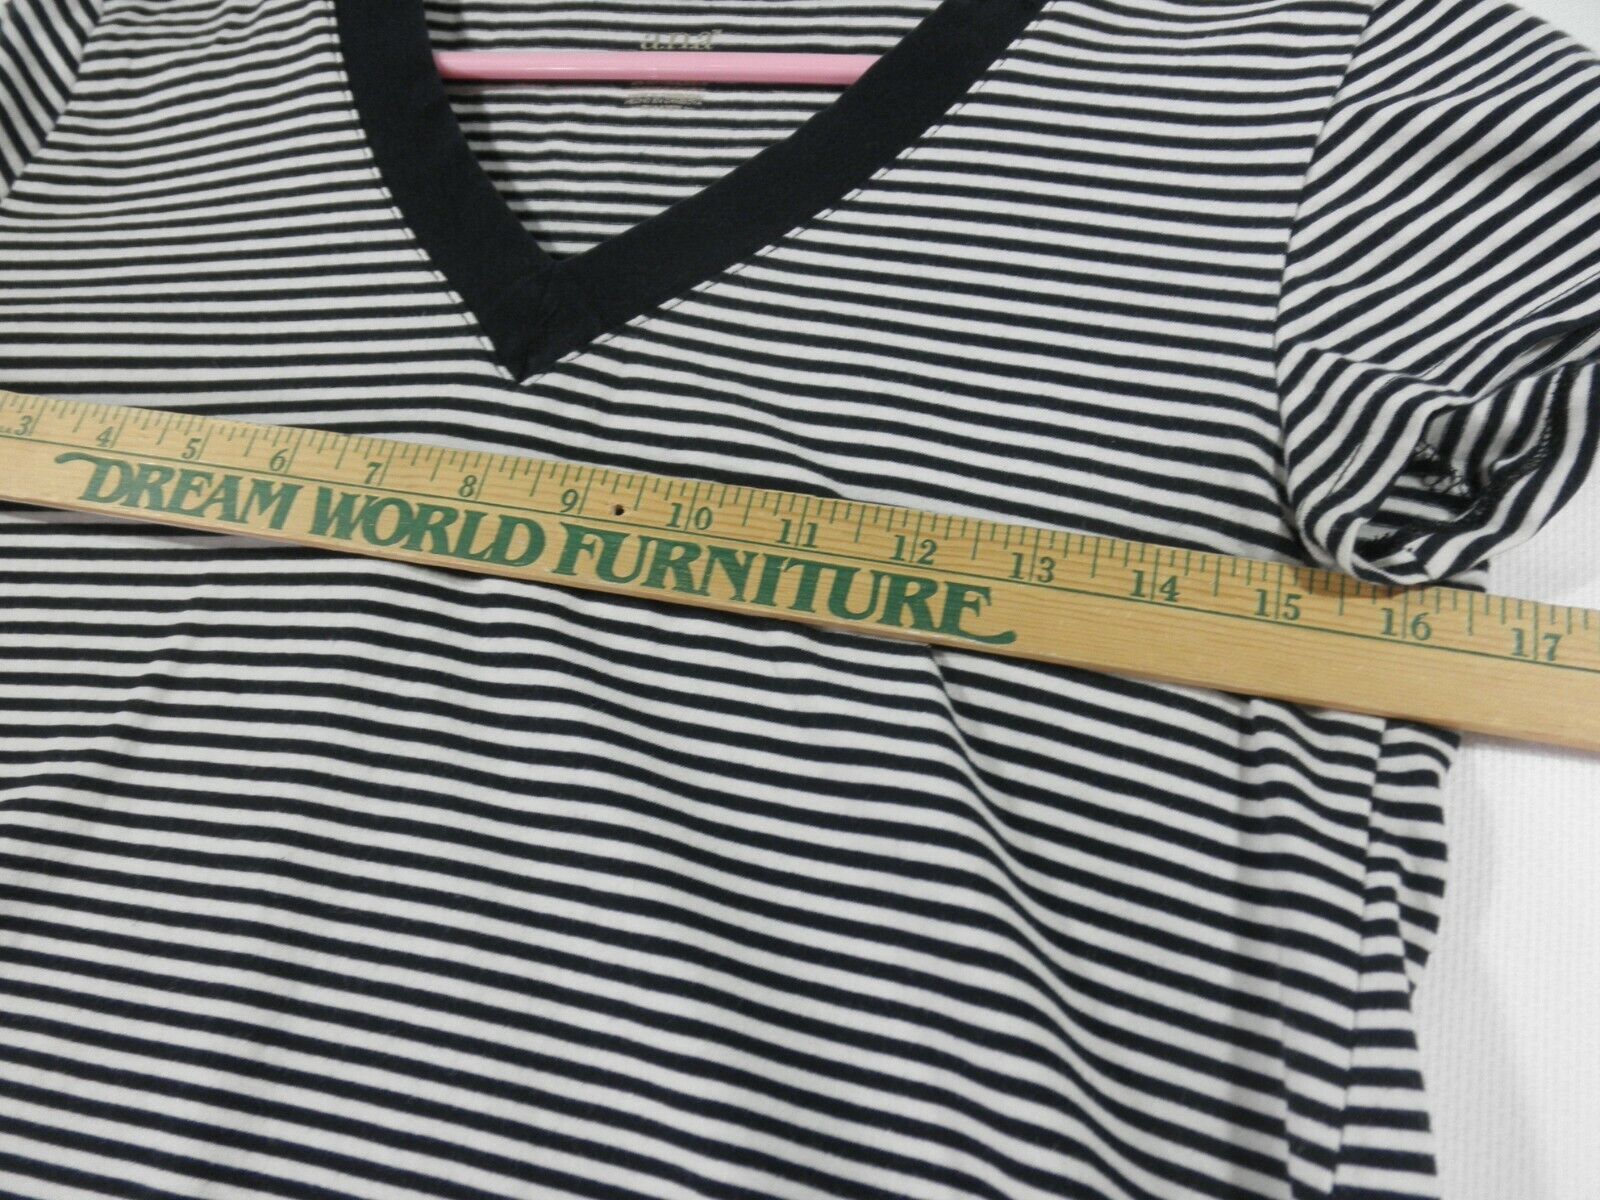 a.n.a
3 4 5 6 7 8 9 10 11 12 13 14 15 16 17
DREAM WORLD FURNITURE